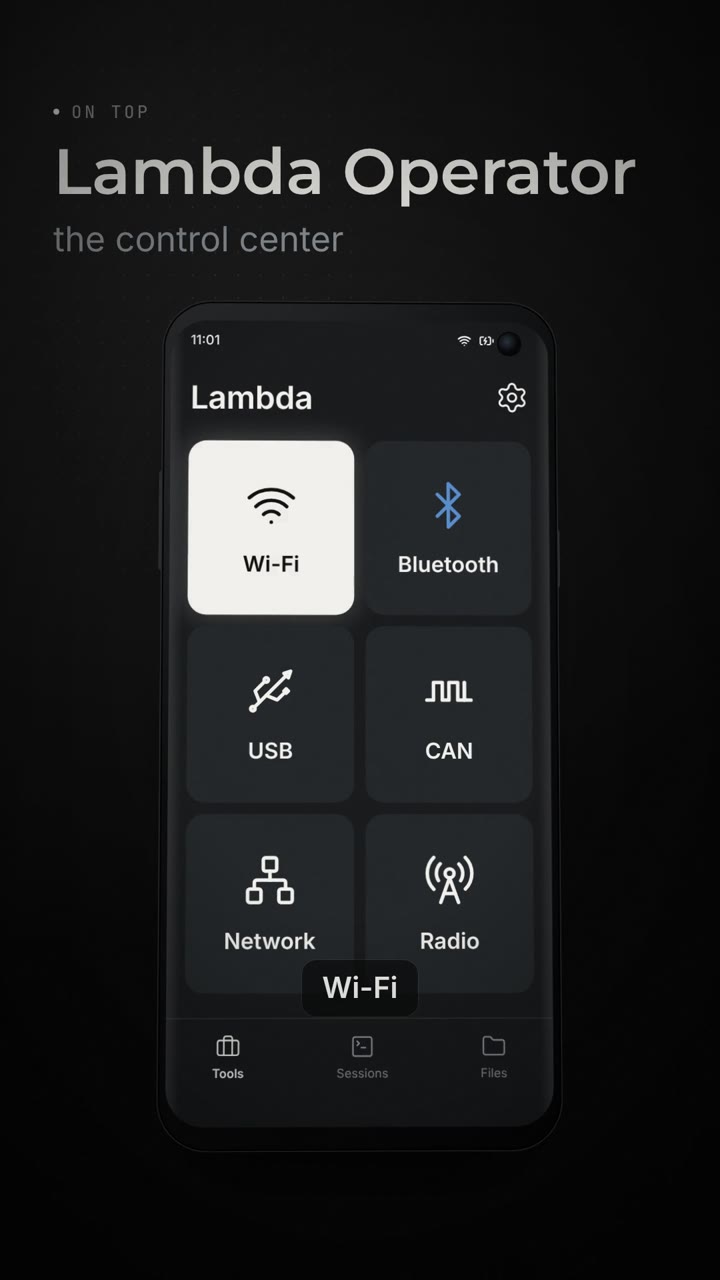 ON TOP
Lambda Operator
the control center
11:01
Lambda
Wi-Fi
Bluetooth
USB
CAN
Network
Radio
Wi-Fi
Tools
Sessions
Files